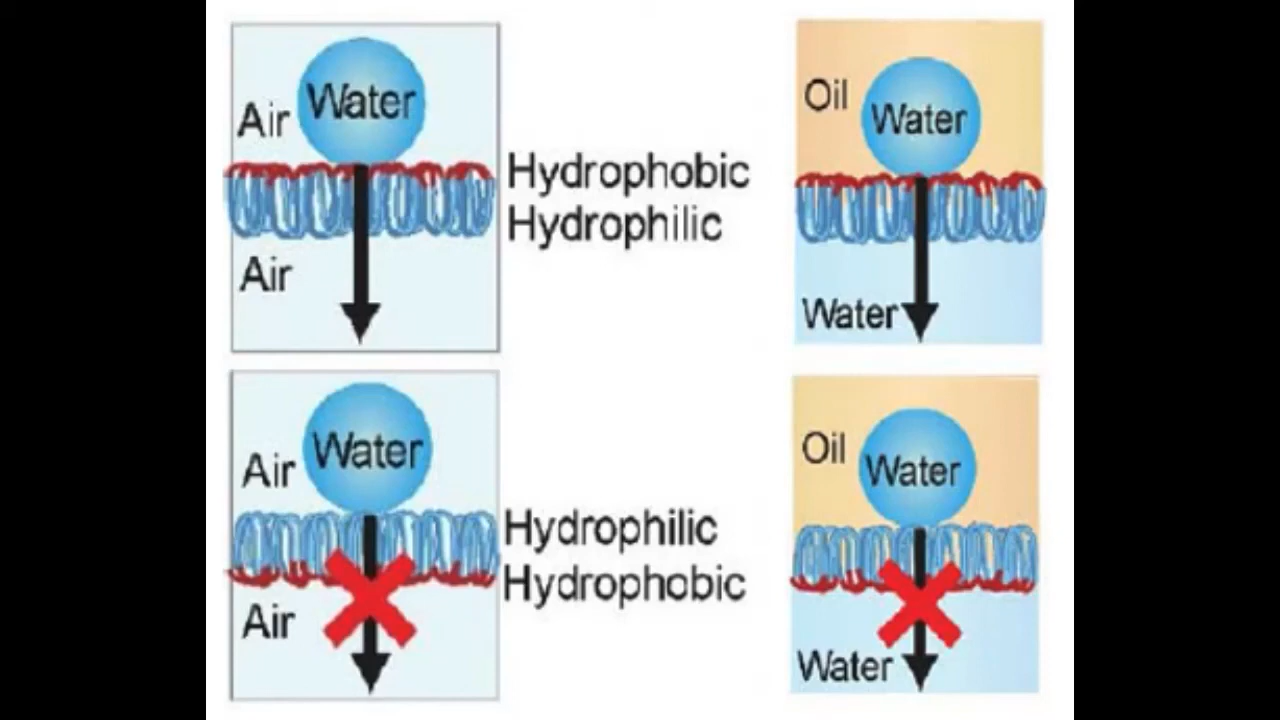 Water
Air
Hydrophobic
Hydrophilic
Air
Oil
Water
Water
Water
Air
Hydrophilic
Hydrophobic
Air
Oil
Water
Water